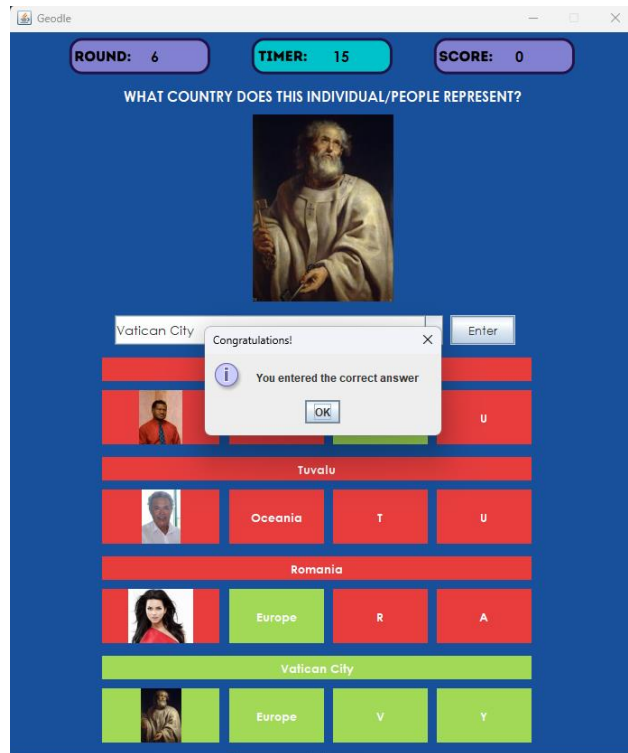 Geodle
ROUND: 6 TIMER: 15 SCORE: 0
WHAT COUNTRY DOES THIS INDIVIDUAL/PEOPLE REPRESENT?
Vatican City Enter
Congratulations!
You entered the correct answer
OK
U
Tuvalu
Oceania T U
Romania
Europe R A
Vatican City
Europe V Y